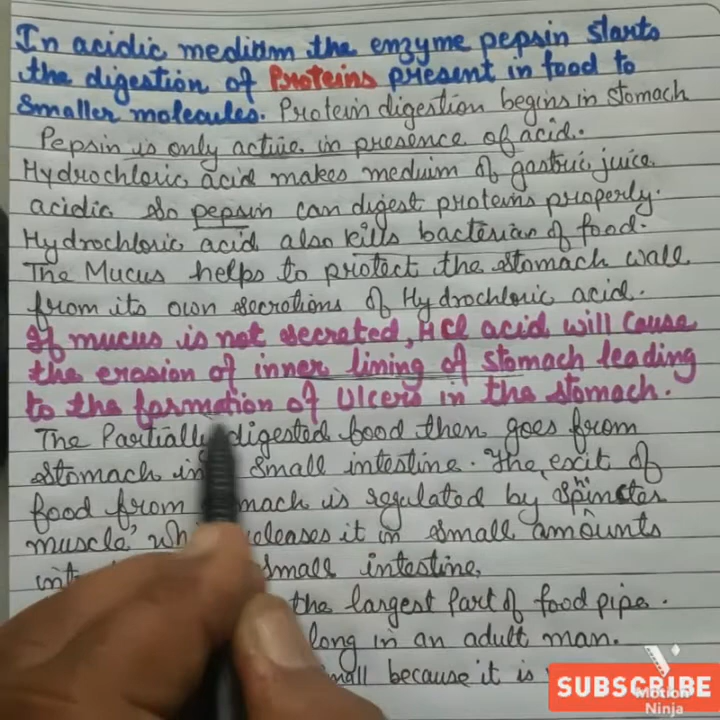 In acidic medium the enzyme pepsin starts
the digestion of Proteins present in food to
smaller molecules. Protein digestion begins in stomach
Pepsin is only active in presence of acid.
Hydrochloric acid makes meduim of gastric juice
acidic so pepsin can digest proteins properly.
Hydrochloric acid also kills bacterias of food.
The Mucus helps to protect the stomach wall
from its own secretions of Hydrochloric acid.
If mucus is not secreted, HCl acid will cause
the erosion of inner lining of stomach leading
to the formation of Ulcers in the stomach.
The Partially digested food then goes from
stomach in small intestine. The exit of
food from is regulated by
muscle' releases it in small amounts
small intestine,
the largest part of food pipe.
long in an adult man.
small because it is
SUBSCRIBE
Motion
Ninja